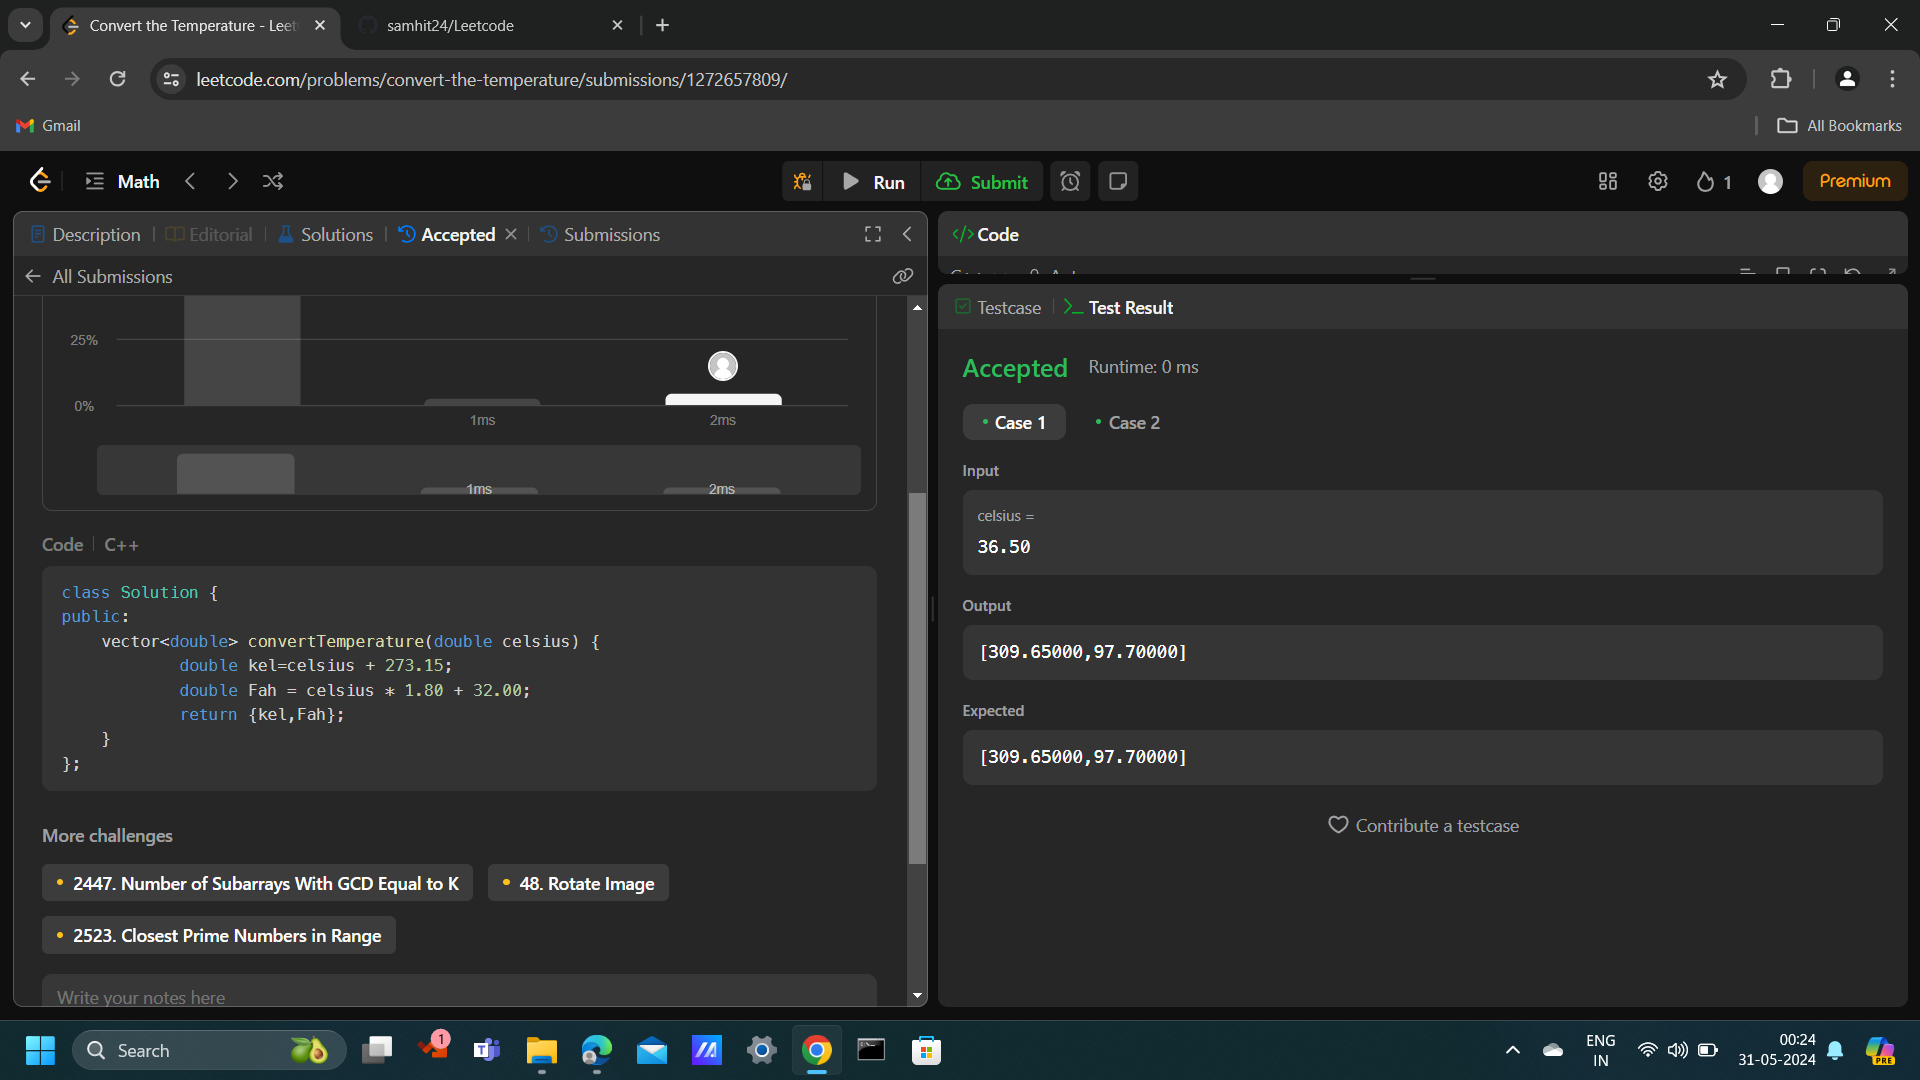 Convert the Temperature - Leet
samhit24/Leetcode
leetcode.com/problems/convert-the-temperature/submissions/1272657809/
Gmail
All Bookmarks
Math
Run
Submit
1
Premium
Description
Editorial
Solutions
Accepted
Submissions
All Submissions
25%
0%
1ms
2ms
1ms
2ms
Code
C++
class Solution {
public:
    vector<double> convertTemperature(double celsius) {
            double kel=celsius + 273.15;
            double Fah = celsius * 1.80 + 32.00;
            return {kel,Fah};
    }
};
More challenges
2447. Number of Subarrays With GCD Equal to K
48. Rotate Image
2523. Closest Prime Numbers in Range
Write your notes here
</> Code
Testcase
Test Result
Accepted
Runtime: 0 ms
Case 1
Case 2
Input
celsius =
36.50
Output
[309.65000,97.70000]
Expected
[309.65000,97.70000]
Contribute a testcase
Search
1
ENG
IN
00:24
31-05-2024
PRE